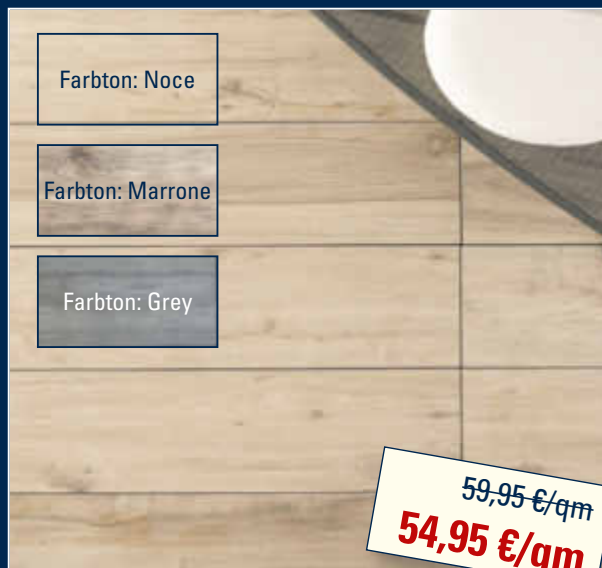 Farbton: Noce
Farbton: Marrone
Farbton: Grey
59,95 €/qm
54,95 €/qm